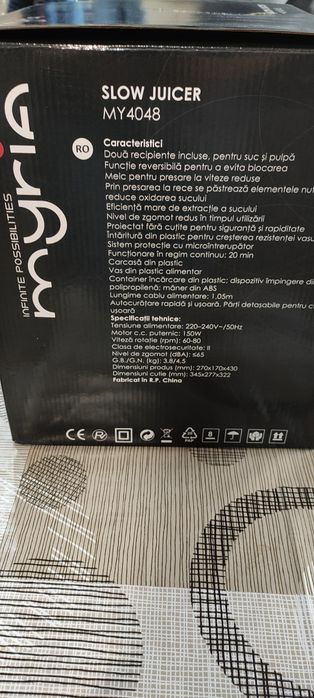 myria
INFINITE POSSIBILITIES
SLOW JUICER
MY4048
RO
Caracteristici
Două recipiente incluse, pentru suc și pulpă
Funcție reversibilă pentru a evita blocarea
Melc pentru presare la viteze reduse
Prin presarea la rece se păstrează elementele nut
reduce oxidarea sucului
Eficiență mare de extracție a sucului
Nivel de zgomot redus în timpul utilizării
Proiectat fără cuțite pentru siguranță și rapiditate
Întăritură din plastic pentru creșterea rezistenței vasu
Sistem protecție cu microîntrerupător
Funcționare în regim continuu: 20 min
Carcasă din plastic
Vas din plastic alimentar
Container încărcare din plastic; dispozitiv împingere di
polipropilenă; mâner din ABS
Lungime cablu alimentare: 1.05m
Autocurățare rapidă și ușoară. Părți detașabile pentru c
ușoară
Specificații tehnice:
Tensiune alimentare: 220-240V~/50Hz
Motor c.c. puternic: 150W
Viteză rotație (rpm): 60-80
Clasa de electrosecuritate: II
Nivel de zgomot (dBA): ≤65
G.B./G.N. (kg): 3.8/4.5
Dimensiuni produs (mm): 270x170x430
Dimensiuni cutie (mm): 345x277x322
Fabricat în R.P. China
CE